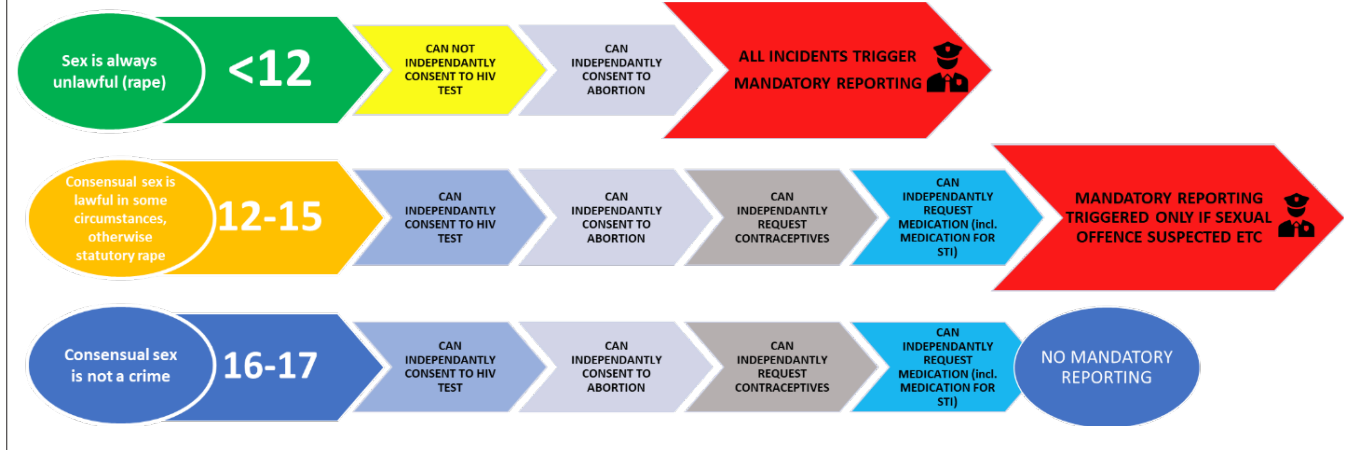 Sex is always
unlawful (rape)
<12
CAN NOT
INDEPENDANTLY
CONSENT TO HIV
TEST
CAN
INDEPENDANTLY
CONSENT TO
ABORTION
ALL INCIDENTS TRIGGER
MANDATORY REPORTING
Consensual sex is
lawful in some
circumstances,
otherwise
statutory rape
12-15
CAN
INDEPENDANTLY
CONSENT TO HIV
TEST
CAN
INDEPENDANTLY
CONSENT TO
ABORTION
CAN
INDEPENDANTLY
REQUEST
CONTRACEPTIVES
CAN
INDEPENDANTLY
REQUEST
MEDICATION (incl.
MEDICATION FOR
STI)
MANDATORY REPORTING
TRIGGERED ONLY IF SEXUAL
OFFENCE SUSPECTED ETC
Consensual sex
is not a crime
16-17
CAN
INDEPENDANTLY
CONSENT TO HIV
TEST
CAN
INDEPENDANTLY
CONSENT TO
ABORTION
CAN
INDEPENDANTLY
REQUEST
CONTRACEPTIVES
CAN
INDEPENDANTLY
REQUEST
MEDICATION (incl.
MEDICATION FOR
STI)
NO MANDATORY
REPORTING